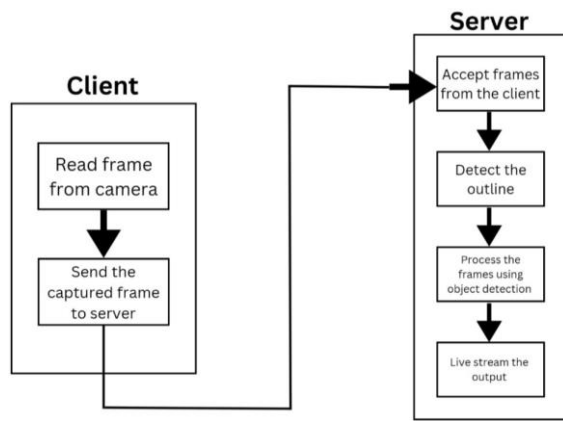 Client
Read frame
from camera
Send the
captured frame
to server
Server
Accept frames
from the client
Detect the
outline
Process the
frames using
object detection
Live stream the
output